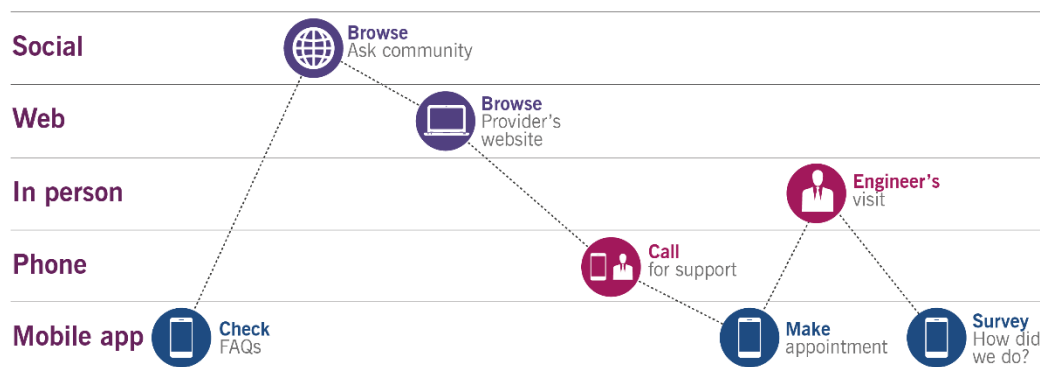 Social
Browse
Ask community
Web
Browse
Provider's
website
In person
Engineer's
visit
Phone
Call
for support
Mobile app
Check
FAQs
Make
appointment
Survey
How did
we do?